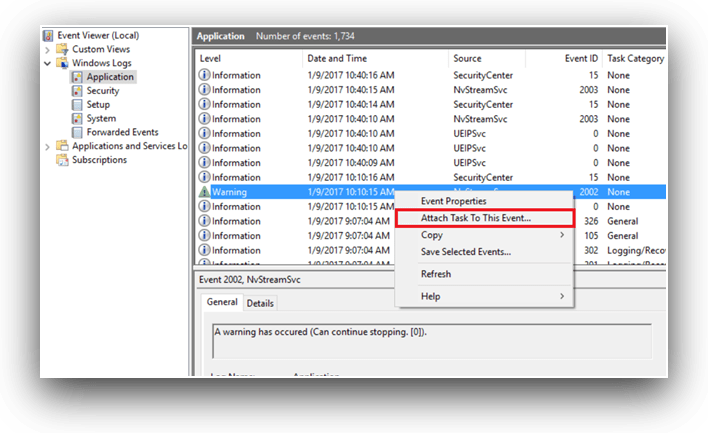 Event Viewer (Local)
Custom Views
Windows Logs
Application
Security
Setup
System
Forwarded Events
Applications and Services Lo
Subscriptions
Application Number of events: 1,734
Level Date and Time Source Event ID Task Category
Information 1/9/2017 10:40:16 AM SecurityCenter 15 None
Information 1/9/2017 10:40:15 AM NvStreamSvc 2003 None
Information 1/9/2017 10:40:14 AM SecurityCenter 15 None
Information 1/9/2017 10:40:10 AM NvStreamSvc 2003 None
Information 1/9/2017 10:40:10 AM UEIPSvc 0 None
Information 1/9/2017 10:40:10 AM UEIPSvc 0 None
Information 1/9/2017 10:40:09 AM UEIPSvc 0 None
Information 1/9/2017 10:10:16 AM SecurityCenter 15 None
Warning 1/9/2017 10:10:15 AM 2002 None
Information 1/9/2017 10:10:15 AM 0 None
Information 1/9/2017 9:07:04 AM 326 General
Information 1/9/2017 9:07:04 AM 105 General
Information 1/9/2017 9:07:04 AM 302 Logging/Reco
Information 1/9/2017 9:07:04 AM 301 Logging/Reco
Event Properties
Attach Task To This Event...
Copy
Save Selected Events...
Refresh
Help
Event 2002, NvStreamSvc
General Details
A warning has occured (Can continue stopping. [0]).
Log Name: Application